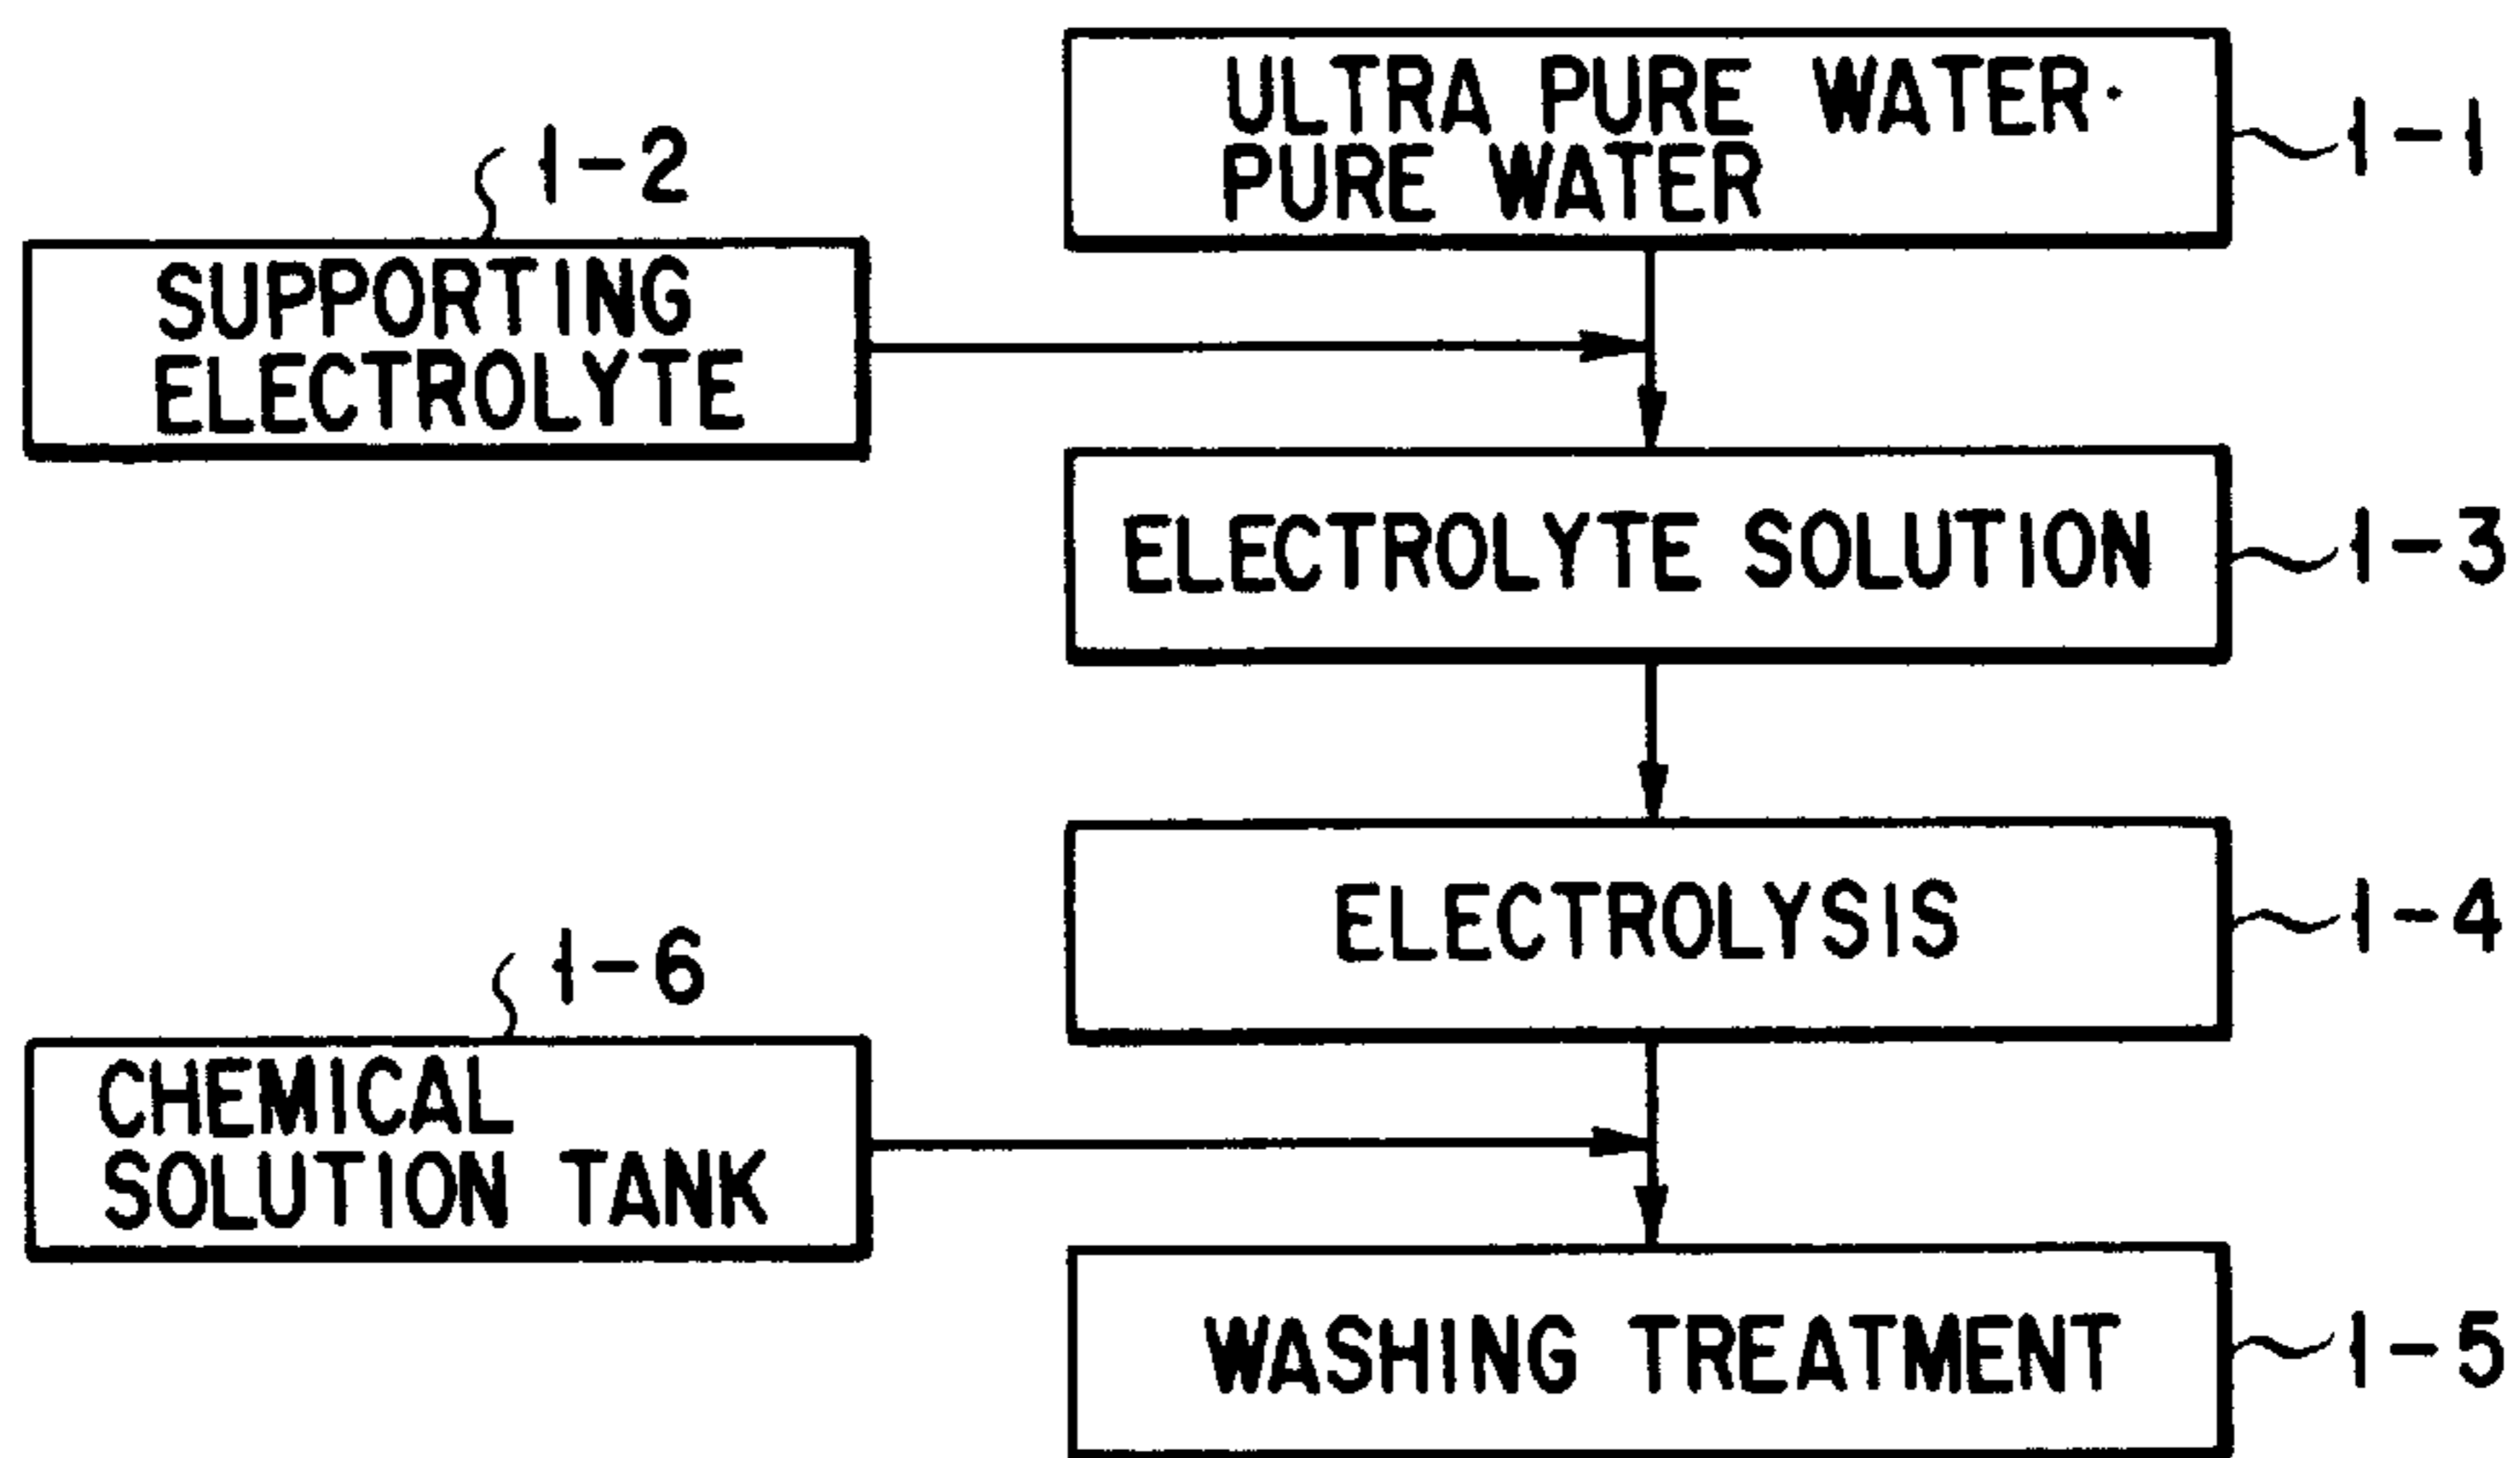 ULTRA PURE WATER·
PURE WATER
1-1
1-2
SUPPORTING
ELECTROLYTE
ELECTROLYTE SOLUTION
1-3
ELECTROLYSIS
1-4
1-6
CHEMICAL
SOLUTION TANK
WASHING TREATMENT
1-5